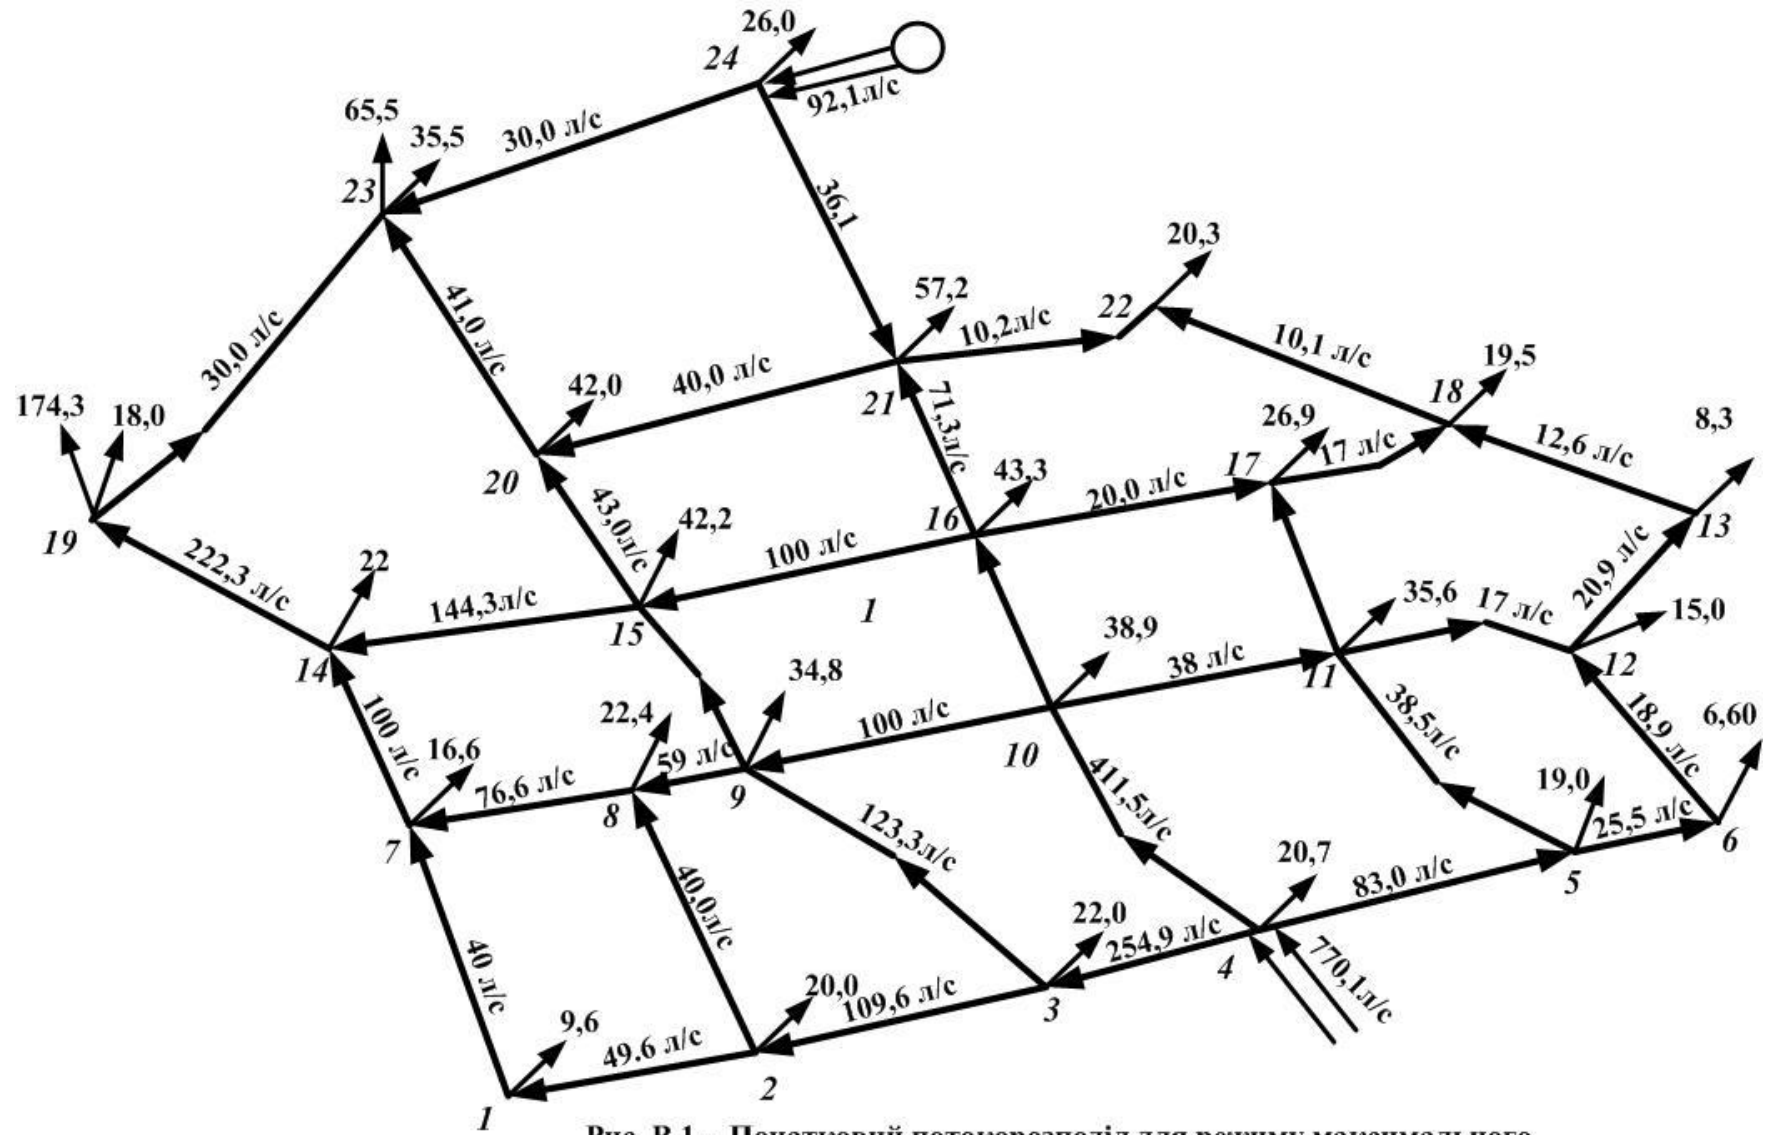 26,0
24
92,1л/с
65,5
35,5
30,0 л/с
23
36,1
20,3
57,2
22
10,2л/с
10,1 л/с
41,0 л/с
30,0 л/с
19,5
42,0
40,0 л/с
21
18
8,3
174,3
18,0
26,9
71,3л/с
17 л/с
12,6 л/с
20
17
43,3
20,0 л/с
16
19
43,0л/с
42,2
100 л/с
13
222,3 л/с
22
144,3л/с
15
1
20,9 л/с
35,6
17 л/с
15,0
14
38,9
38 л/с
11
12
34,8
100 л/с
22,4
100 л/с
16,6
59 л/с
10
38,5л/с
18,9 л/с
6,60
76,6 л/с
8
9
411,5л/с
19,0
25,5 л/с
6
7
123,3л/с
20,7
83,0 л/с
5
40,0л/с
22,0
254,9 л/с
4
770,1л/с
40 л/с
20,0
109,6 л/с
3
9,6
49.6 л/с
2
1
Рис. В.1 – Початковий потокорозподіл для режиму максимального